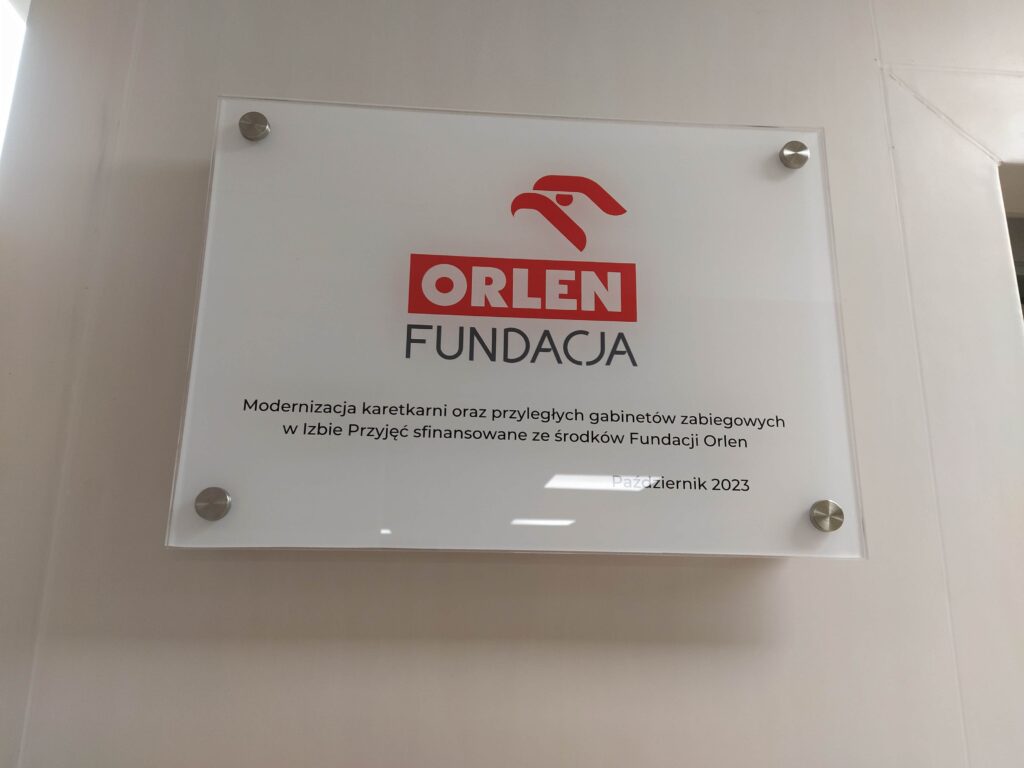 ORLEN
FUNDACJA
Modernizacja karetkarni oraz przyległych gabinetów zabiegowych
w Izbie Przyjęć sfinansowane ze środków Fundacji Orlen
Październik 2023